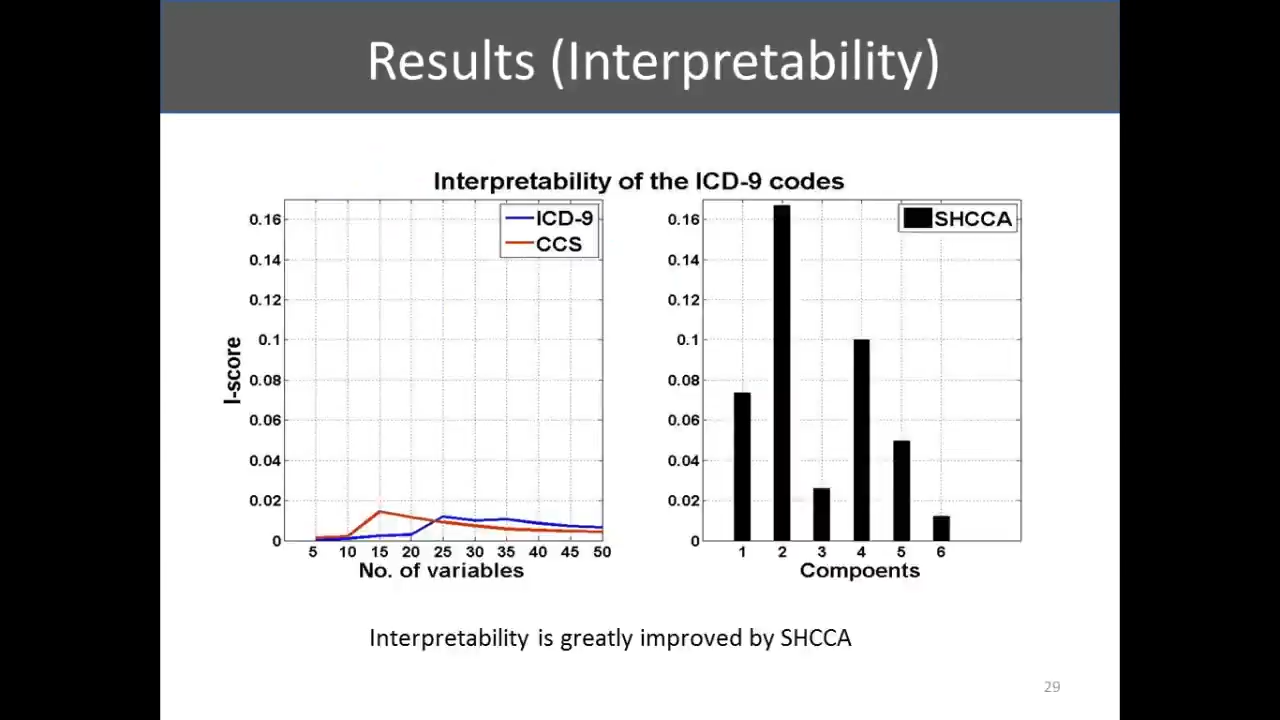 Results (Interpretability)
Interpretability of the ICD-9 codes
I-score
0.16
0.14
0.12
0.1
0.08
0.06
0.04
0.02
0
ICD-9
CCS
5 10 15 20 25 30 35 40 45 50
No. of variables
0.16
0.14
0.12
0.1
0.08
0.06
0.04
0.02
0
SHCCA
1 2 3 4 5 6
Compoents
Interpretability is greatly improved by SHCCA
29